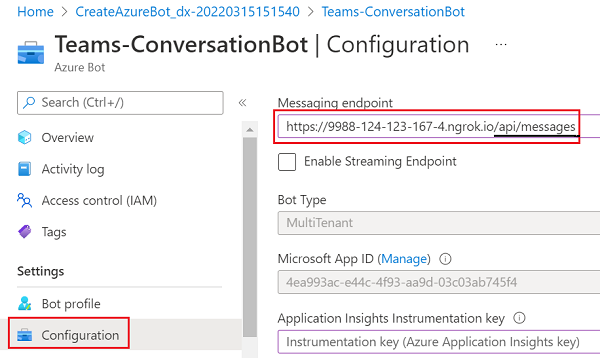 Home > CreateAzureBot_dx-20220315151540 > Teams-ConversationBot
Teams-ConversationBot | Configuration ...
Azure Bot
Search (Ctrl+/) «
Overview
Activity log
Access control (IAM)
Tags
Settings
Bot profile
Configuration
Messaging endpoint
https://9988-124-123-167-4.ngrok.io/api/messages
Enable Streaming Endpoint
Bot Type
MultiTenant
Microsoft App ID (Manage)
4ea993ac-e44c-4f93-aa9d-03c03ab745f4
Application Insights Instrumentation key
Instrumentation key (Azure Application Insights key)